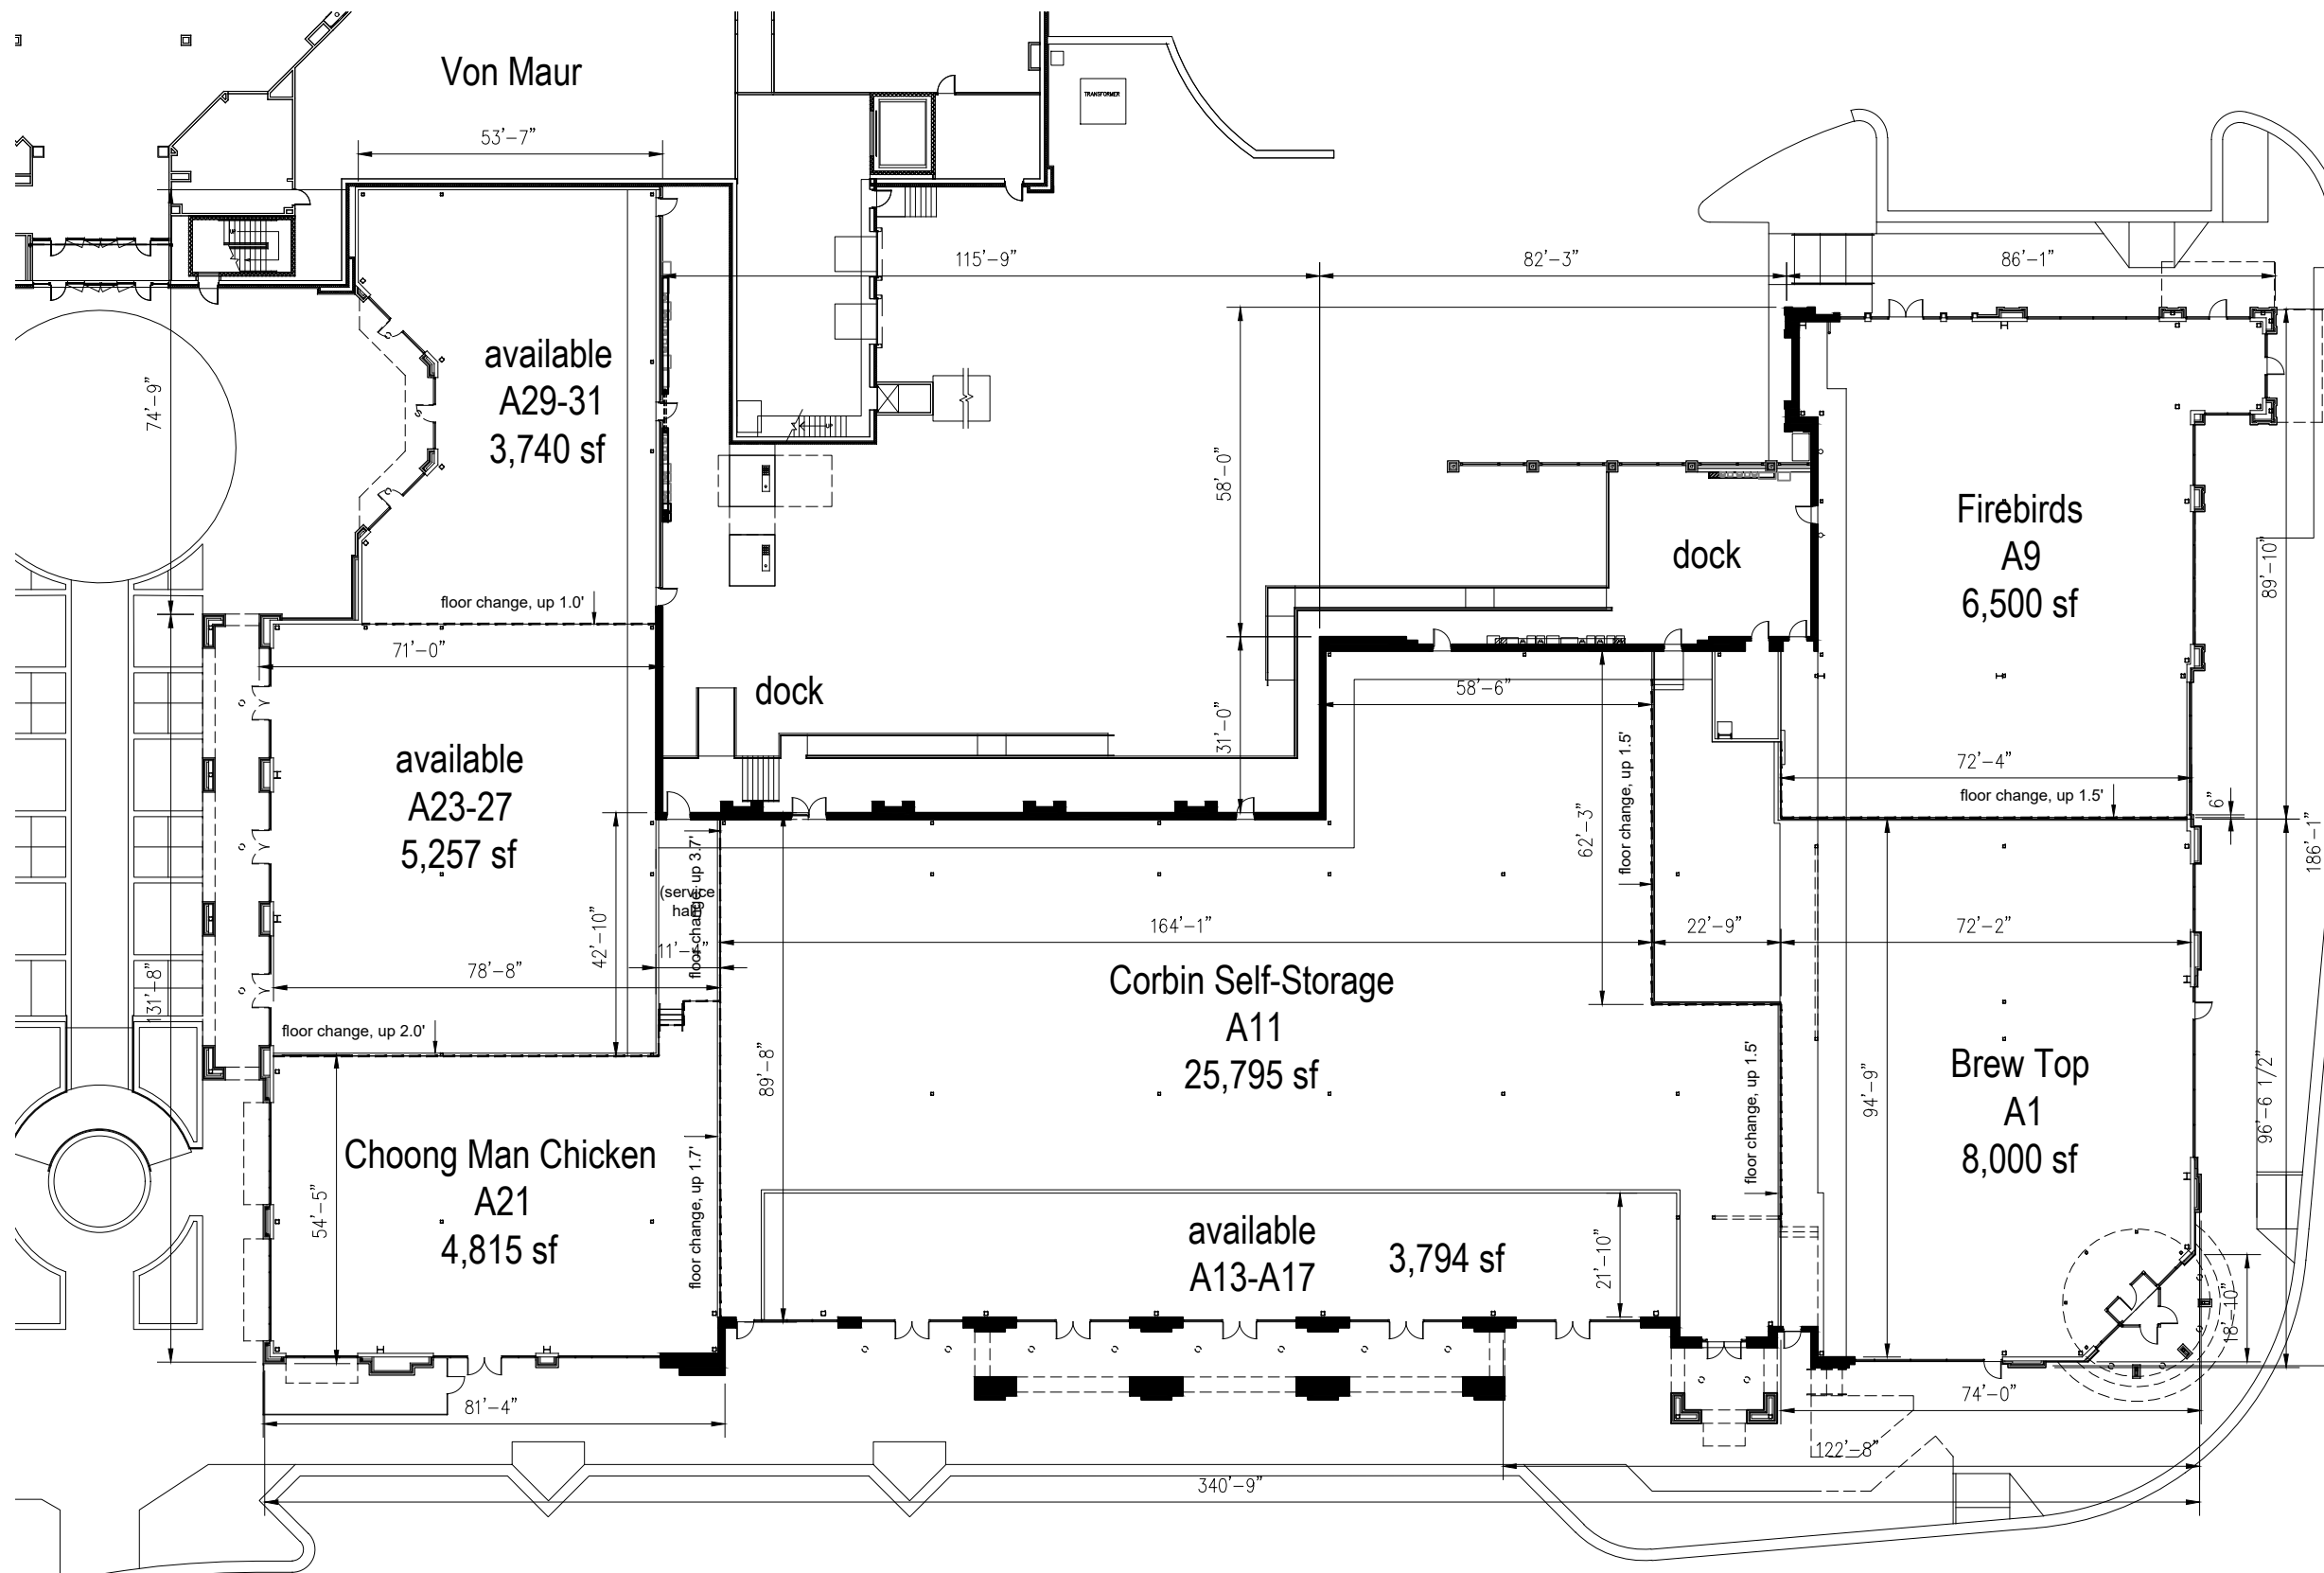 Von Maur
TRANSFORMER
53'-7"
115'-9"
82'-3"
86'-1"
UP
74'-9"
available
A29-31
3,740 sf
UP
58'-0"
Firebirds
A9
6,500 sf
89'-10"
dock
floor change, up 1.0'
71'-0"
dock
31'-0"
58'-6"
floor change, up 1.5'
62'-3"
72'-4"
floor change, up 1.5'
6"
186'-1"
available
A23-27
5,257 sf
42'-10"
floor change, up 3.7'
(service
164'-1"
22'-9"
72'-2"
78'-8"
131'-8"
floor change, up 2.0'
Corbin Self-Storage
A11
25,795 sf
89'-8"
floor change, up 1.5'
94'-9"
Brew Top
A1
8,000 sf
96'-6 1/2"
Choong Man Chicken
A21
4,815 sf
54'-5"
floor change, up 1.7'
available
A13-A17
3,794 sf
21'-10"
18'-10"
81'-4"
74'-0"
122'-8"
340'-9"